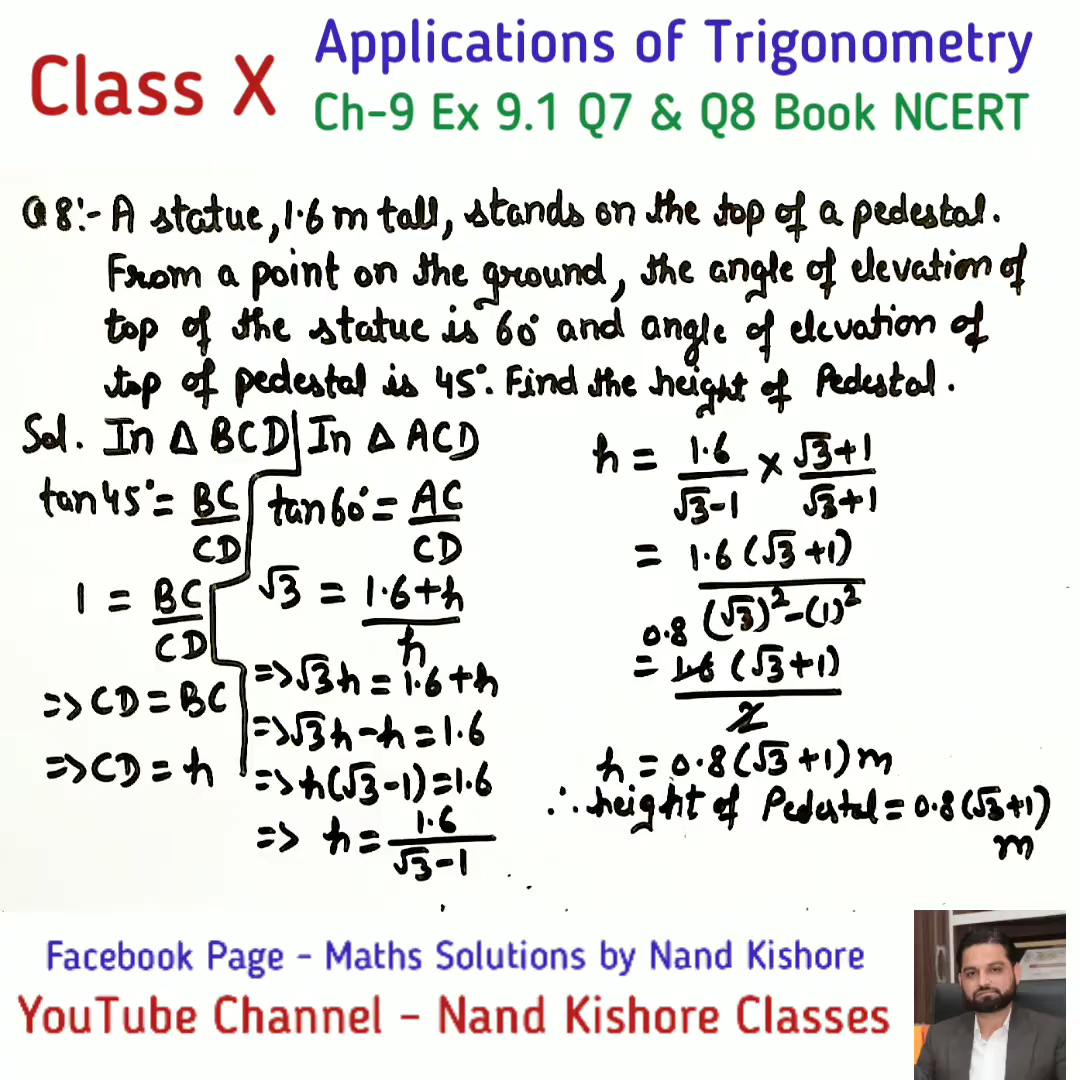 Class X
Applications of Trigonometry
Ch-9 Ex 9.1 Q7 & Q8 Book NCERT
Q8:- A statue, 1.6 m tall, stands on the top of a pedestal.
From a point on the ground, the angle of elevation of
top of the statue is 60° and angle of elevation of
top of pedestal is 45°. Find the height of Pedestal.
Sol. In △ BCD
tan45° = BC/CD
1 = BC/CD
=> CD = BC
=> CD = h
In △ ACD
tan60° = AC/CD
√3 = 1.6+h/h
=> √3h = 1.6+h
=> √3h-h = 1.6
=> h(√3-1) = 1.6
=> h = 1.6/√3-1
h = 1.6/√3-1 × √3+1/√3+1
= 1.6(√3+1)/(√3)²-(1)²
0.8
= 1.6(√3+1)/2
h = 0.8(√3+1)m
∴ height of Pedestal = 0.8(√3+1)
m
Facebook Page - Maths Solutions by Nand Kishore
YouTube Channel - Nand Kishore Classes